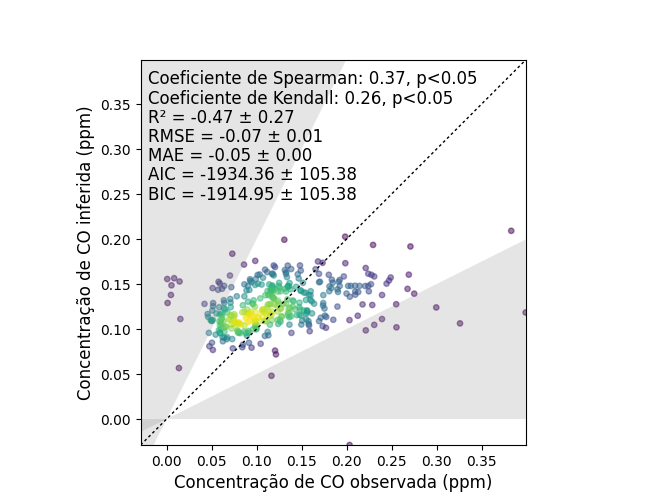 Coeficiente de Spearman: 0.37, p<0.05
Coeficiente de Kendall: 0.26, p<0.05
R² = -0.47 ± 0.27
RMSE = -0.07 ± 0.01
MAE = -0.05 ± 0.00
AIC = -1934.36 ± 105.38
BIC = -1914.95 ± 105.38
Concentração de CO inferida (ppm)
0.35
0.30
0.25
0.20
0.15
0.10
0.05
0.00
0.00 0.05 0.10 0.15 0.20 0.25 0.30 0.35
Concentração de CO observada (ppm)